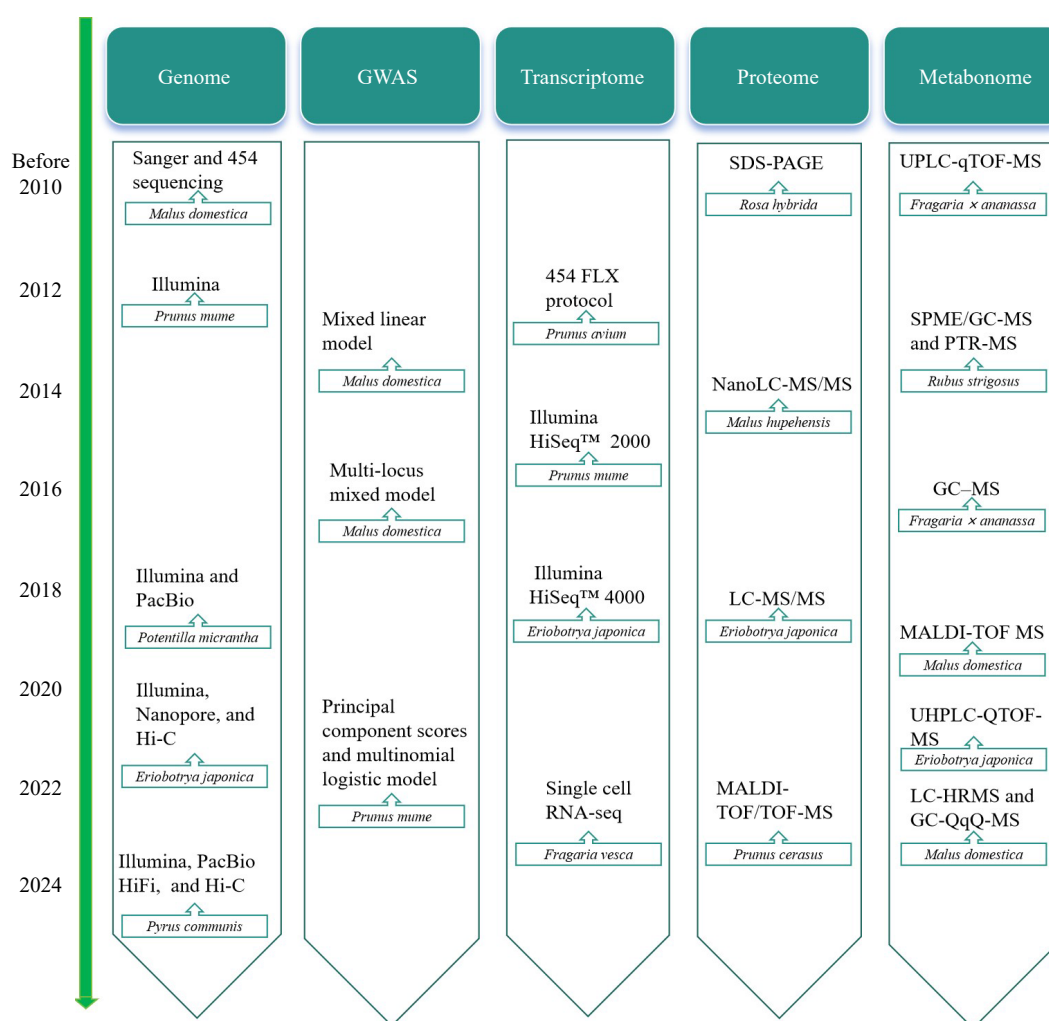 Genome
GWAS
Transcriptome
Proteome
Metabonome
Before
2010
2012
2014
2016
2018
2020
2022
2024
Sanger and 454
sequencing
Malus domestica
Illumina
Prunus mume
Illumina and
PacBio
Potentilla micrantha
Illumina,
Nanopore, and
Hi-C
Eriobotrya japonica
Illumina, PacBio
HiFi, and Hi-C
Pyrus communis
Mixed linear
model
Malus domestica
Multi-locus
mixed model
Malus domestica
Principal
component scores
and multinomial
logistic model
Prunus mume
454 FLX
protocol
Prunus avium
Illumina
HiSeq™ 2000
Prunus mume
Illumina
HiSeq™ 4000
Eriobotrya japonica
Single cell
RNA-seq
Fragaria vesca
SDS-PAGE
Rosa hybrida
NanoLC-MS/MS
Malus hupehensis
LC-MS/MS
Eriobotrya japonica
MALDI-
TOF/TOF-MS
Prunus cerasus
UPLC-qTOF-MS
Fragaria × ananassa
SPME/GC-MS
and PTR-MS
Rubus strigosus
GC–MS
Fragaria × ananassa
MALDI-TOF MS
Malus domestica
UHPLC-QTOF-
MS
Eriobotrya japonica
LC-HRMS and
GC-QqQ-MS
Malus domestica